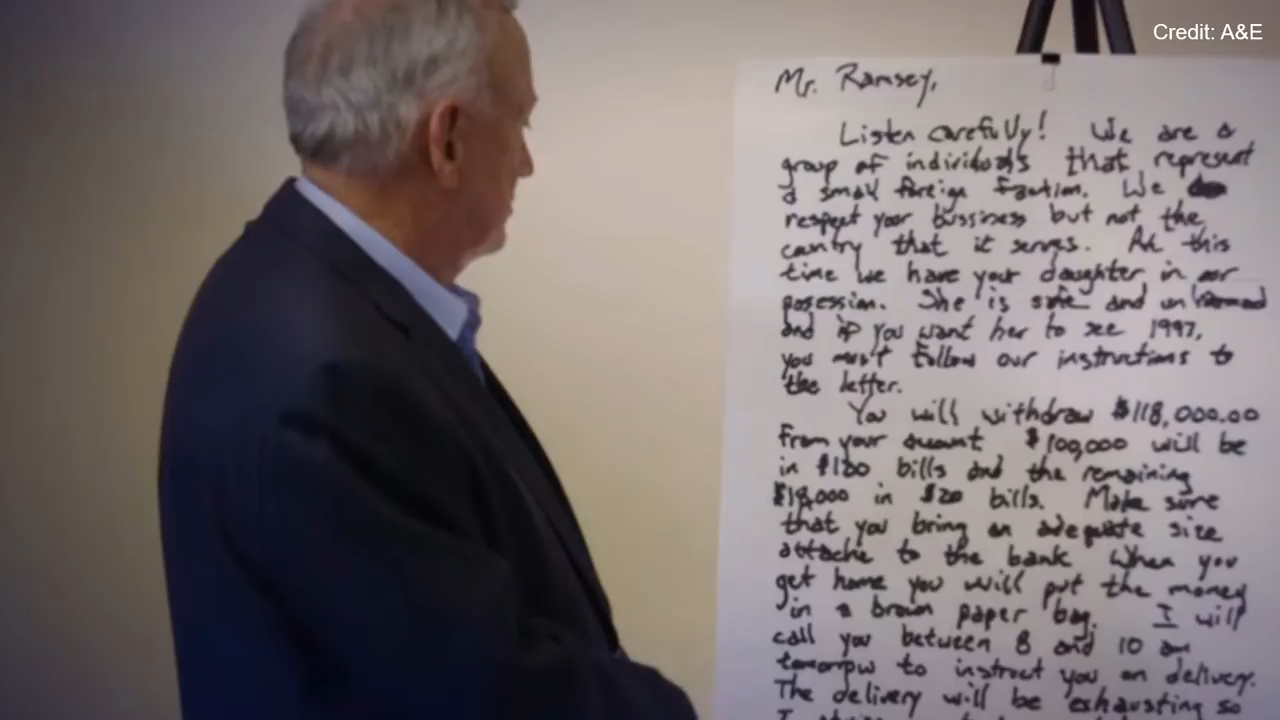 Credit: A&E
Mr. Ramsey,
Listen carefully! We are a
group of individuals that represent
a small foreign faction. We
respect your bussiness but not the
country that it serves. At this
time we have your daughter in our
posession. She is safe and unharmed
and if you want her to see 1997,
you must follow our instructions to
the letter.
You will withdraw $118,000.00
from your account. $100,000 will be
in $100 bills and the remaining
$18,000 in $20 bills. Make sure
that you bring an adequate size
attache to the bank. When you
get home you will put the money
in a brown paper bag. I will
call you between 8 and 10 am
tomorrow to instruct you on delivery.
The delivery will be exhausting so